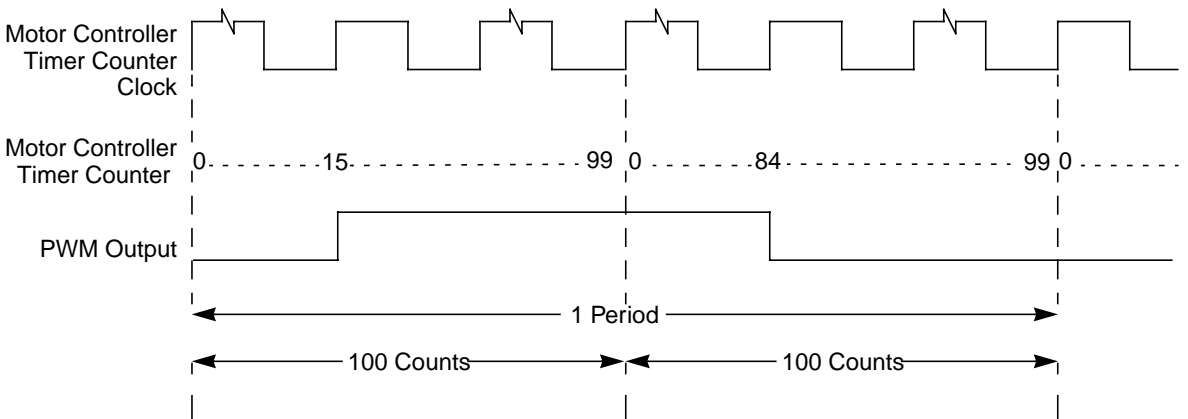 Motor Controller
Timer Counter
Clock
Motor Controller
Timer Counter
0 15 99 0 84 99 0
PWM Output
1 Period
100 Counts 100 Counts